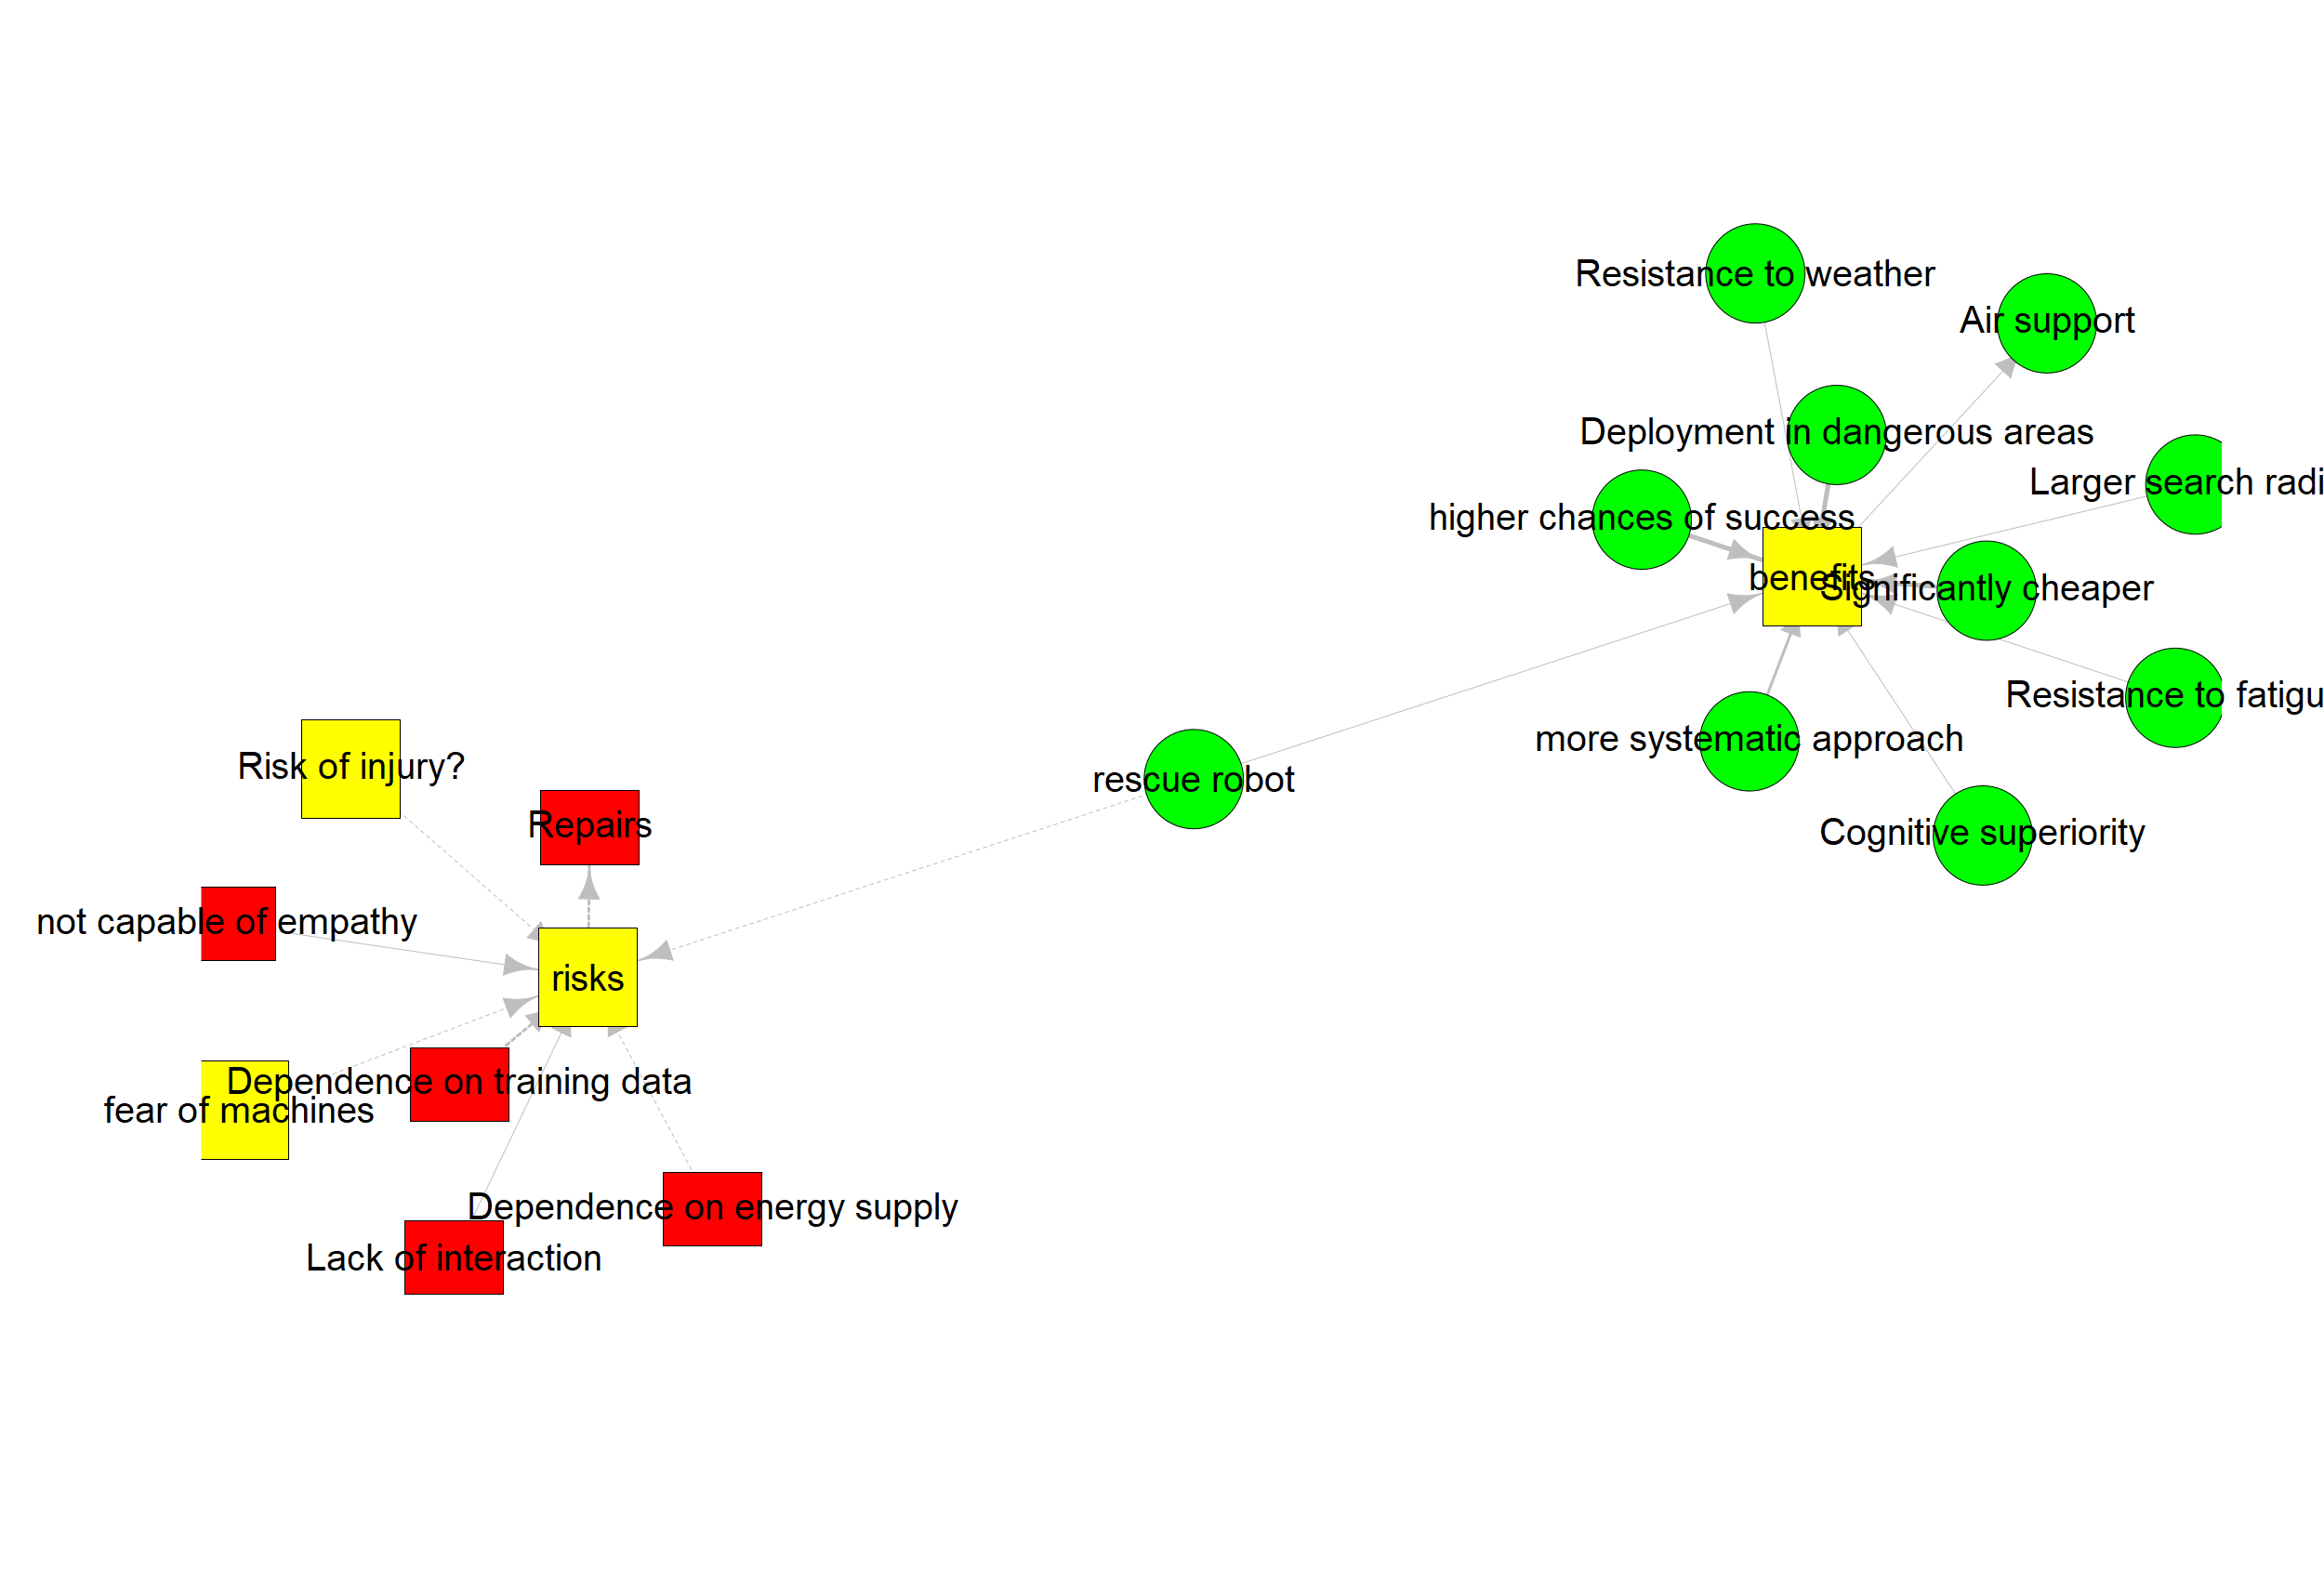 Resistance to weather
Air support
Deployment in dangerous areas
Larger search radi
higher chances of success
benefits
Significantly cheaper
Resistance to fatigu
more systematic approach
Cognitive superiority
rescue robot
Risk of injury?
Repairs
not capable of empathy
risks
Dependence on training data
fear of machines
Dependence on energy supply
Lack of interaction